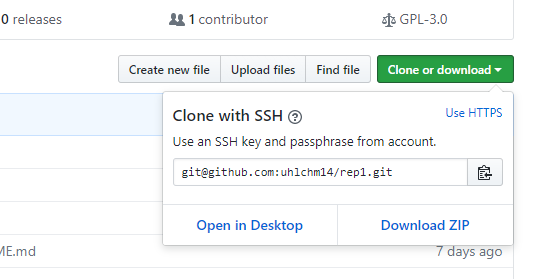 0 releases
1 contributor
GPL-3.0
Create new file
Upload files
Find file
Clone or download
Clone with SSH
Use HTTPS
Use an SSH key and passphrase from account.
git@github.com:uhlchm14/rep1.git
Open in Desktop
Download ZIP
ME.md
7 days ago